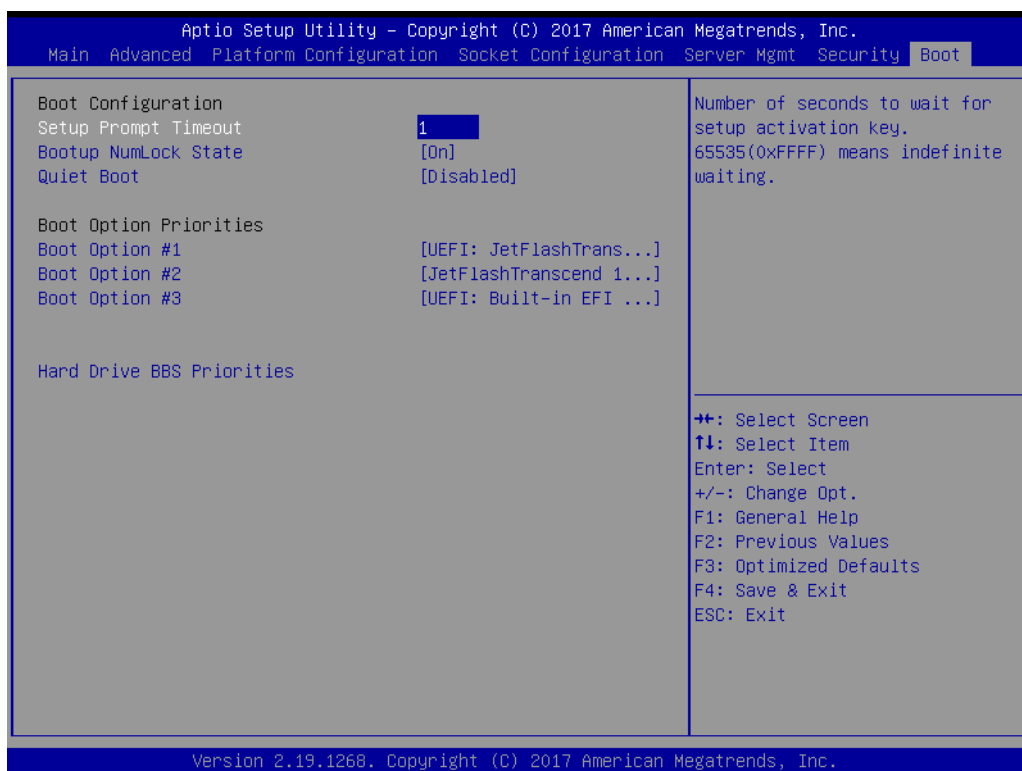 Aptio Setup Utility – Copyright (C) 2017 American Megatrends, Inc.
Main Advanced Platform Configuration Socket Configuration Server Mgmt Security Boot
Boot Configuration
Setup Prompt Timeout 1
Bootup NumLock State [On]
Quiet Boot [Disabled]
Boot Option Priorities
Boot Option #1 [UEFI: JetFlashTrans...]
Boot Option #2 [JetFlashTranscend 1...]
Boot Option #3 [UEFI: Built-in EFI ...]
Hard Drive BBS Priorities
Number of seconds to wait for
setup activation key.
65535(0xFFFF) means indefinite
waiting.
→←: Select Screen
↑↓: Select Item
Enter: Select
+/-: Change Opt.
F1: General Help
F2: Previous Values
F3: Optimized Defaults
F4: Save & Exit
ESC: Exit
Version 2.19.1268. Copyright (C) 2017 American Megatrends, Inc.